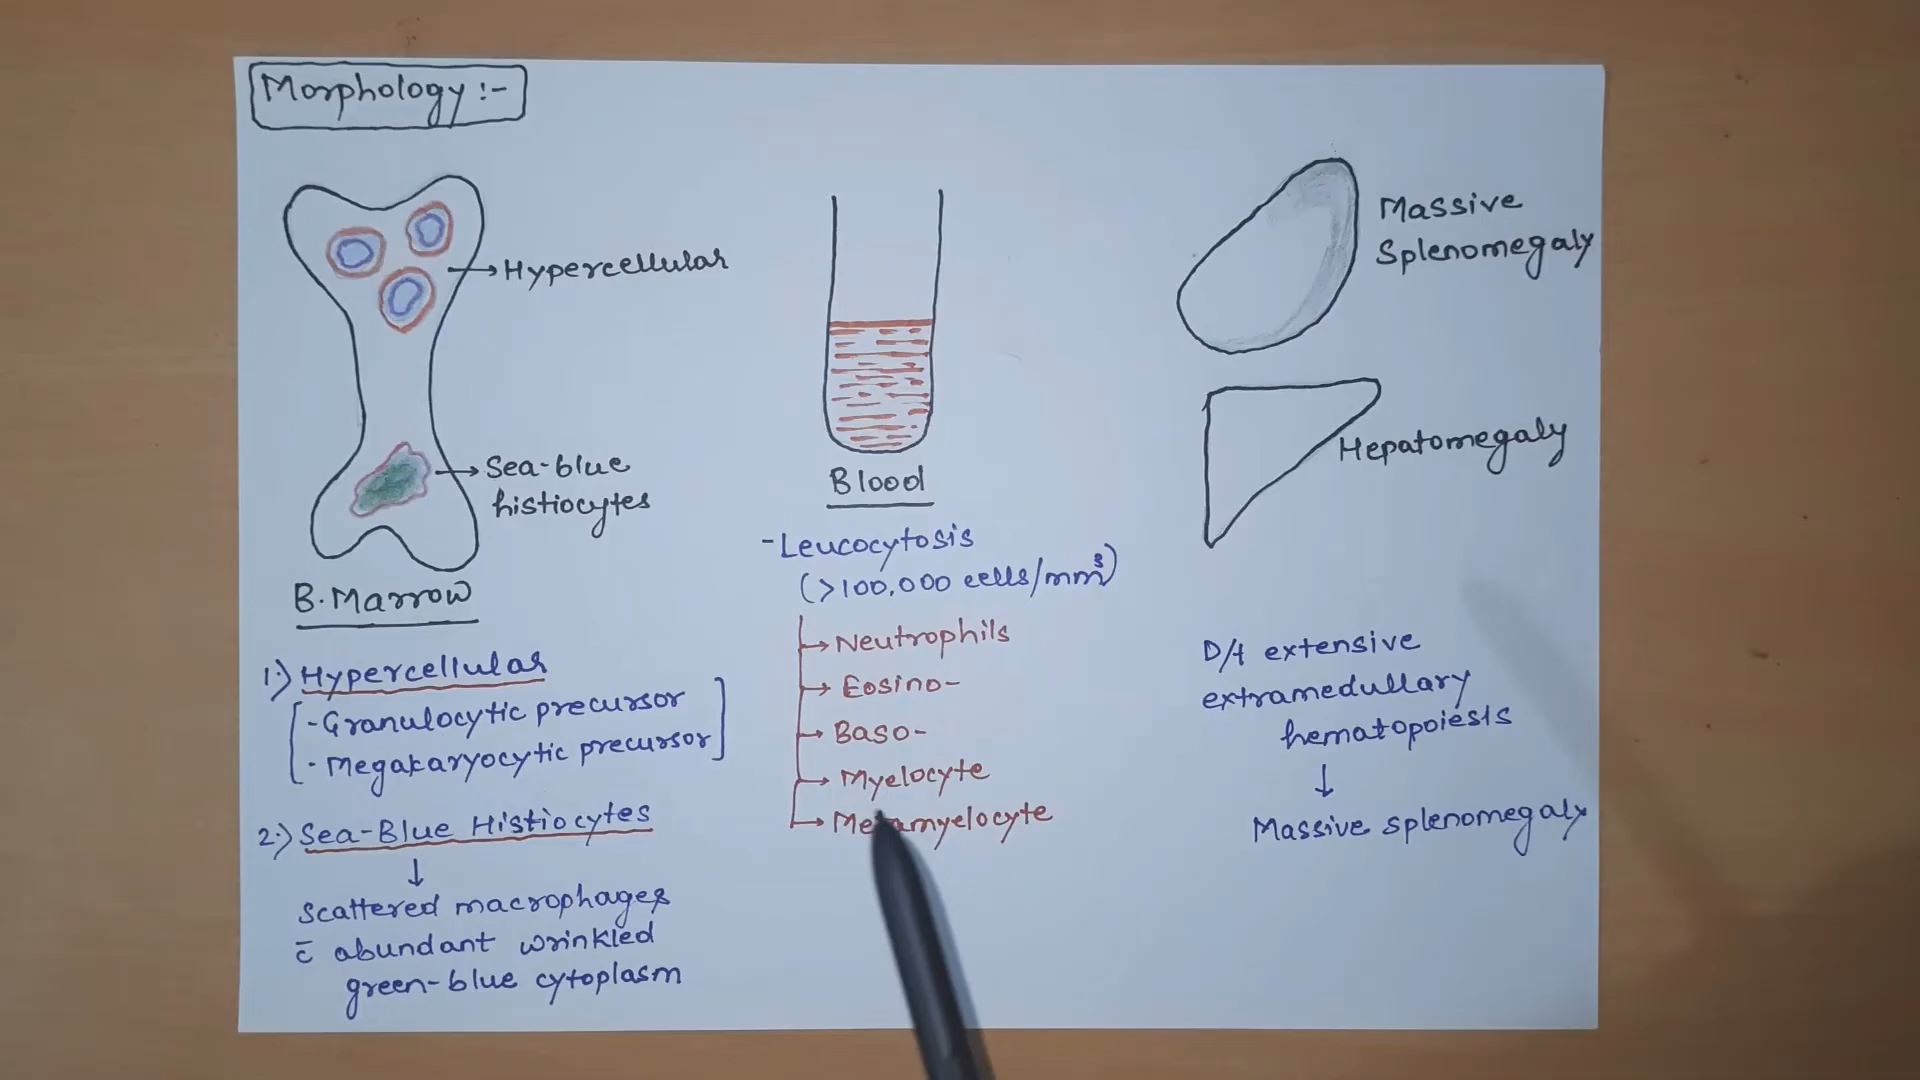 Morphology :-
Hypercellular
Sea-blue
histiocytes
B. Marrow
1.) Hypercellular
- Granulocytic precursor
- Megakaryocytic precursor
2.) Sea-Blue Histiocytes
↓
scattered macrophages
c̄ abundant wrinkled
green-blue cytoplasm
Blood
- Leucocytosis
(>100,000 cells/mm³)
→ Neutrophils
→ Eosino-
→ Baso-
→ Myelocyte
→ Metamyelocyte
Massive
Splenomegaly
Hepatomegaly
D/t extensive
extramedullary
hematopoiesis
↓
Massive splenomegaly